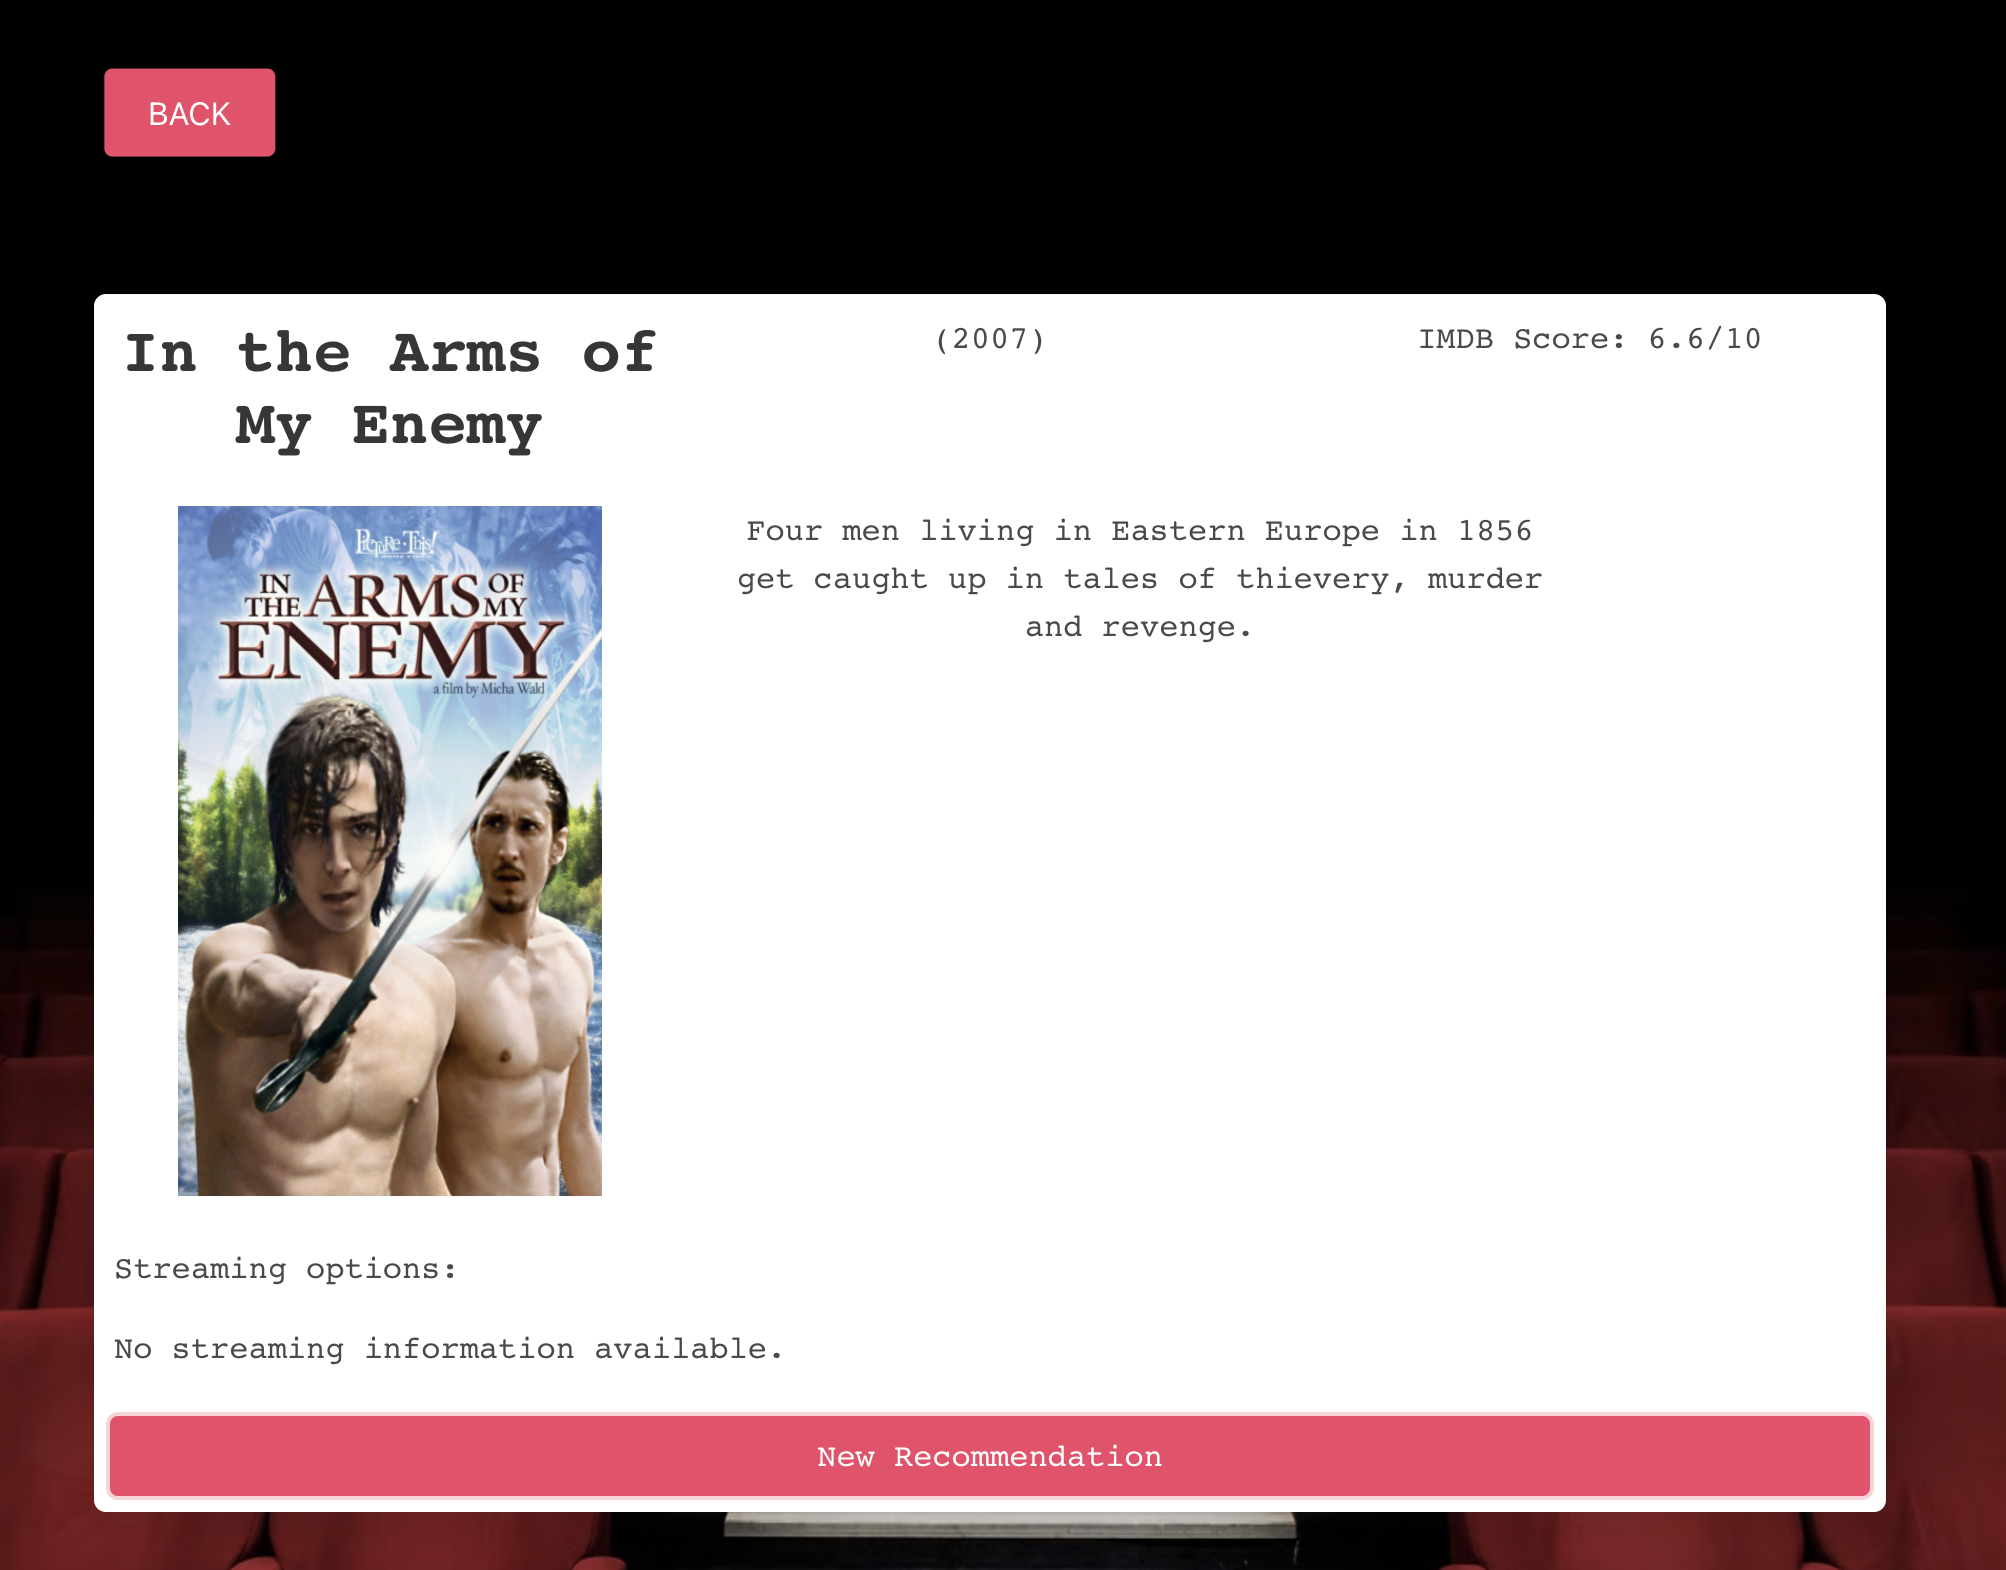 BACK
In the Arms of
My Enemy
(2007)
IMDB Score: 6.6/10
Picture This!
IN THE ARMS OF MY
ENEMY
a film by Micha Wald
Four men living in Eastern Europe in 1856
get caught up in tales of thievery, murder
and revenge.
Streaming options:
No streaming information available.
New Recommendation